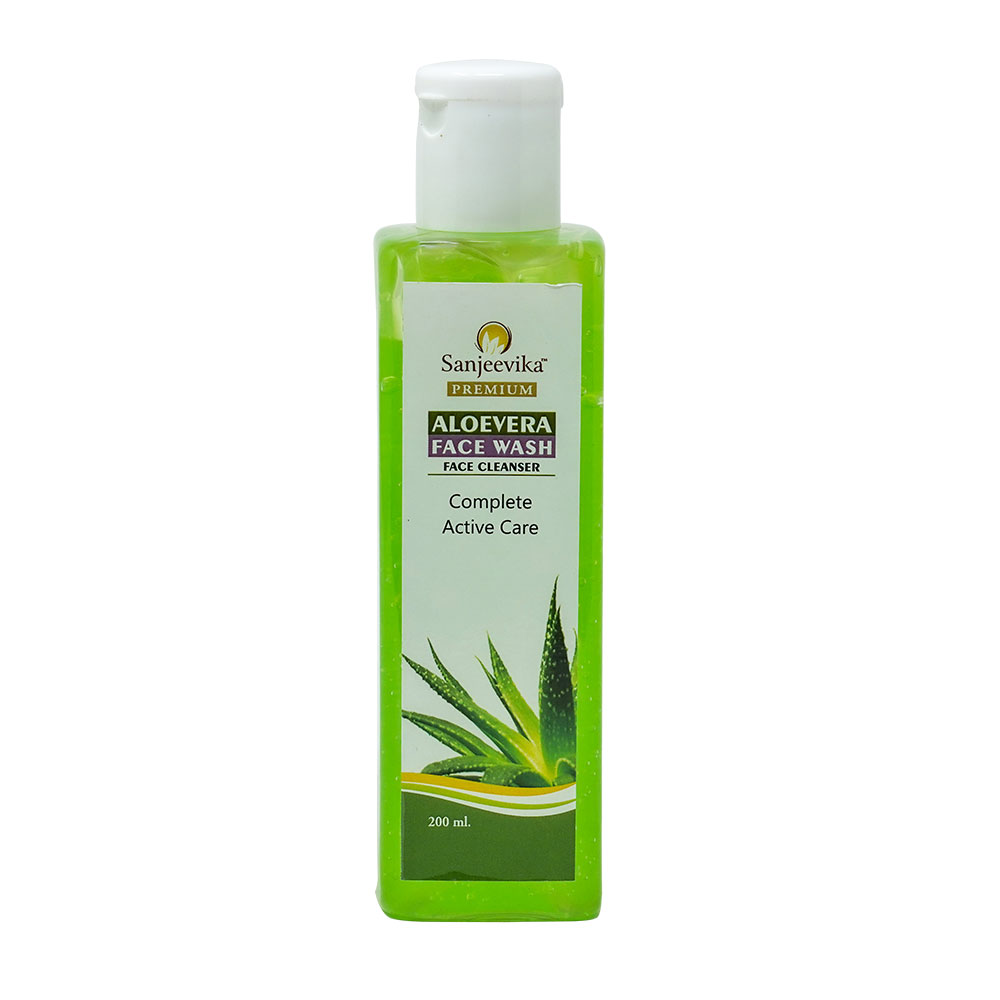 Sanjeevika™
PREMIUM
ALOEVERA
FACE WASH
FACE CLEANSER
Complete
Active Care
200 ml.